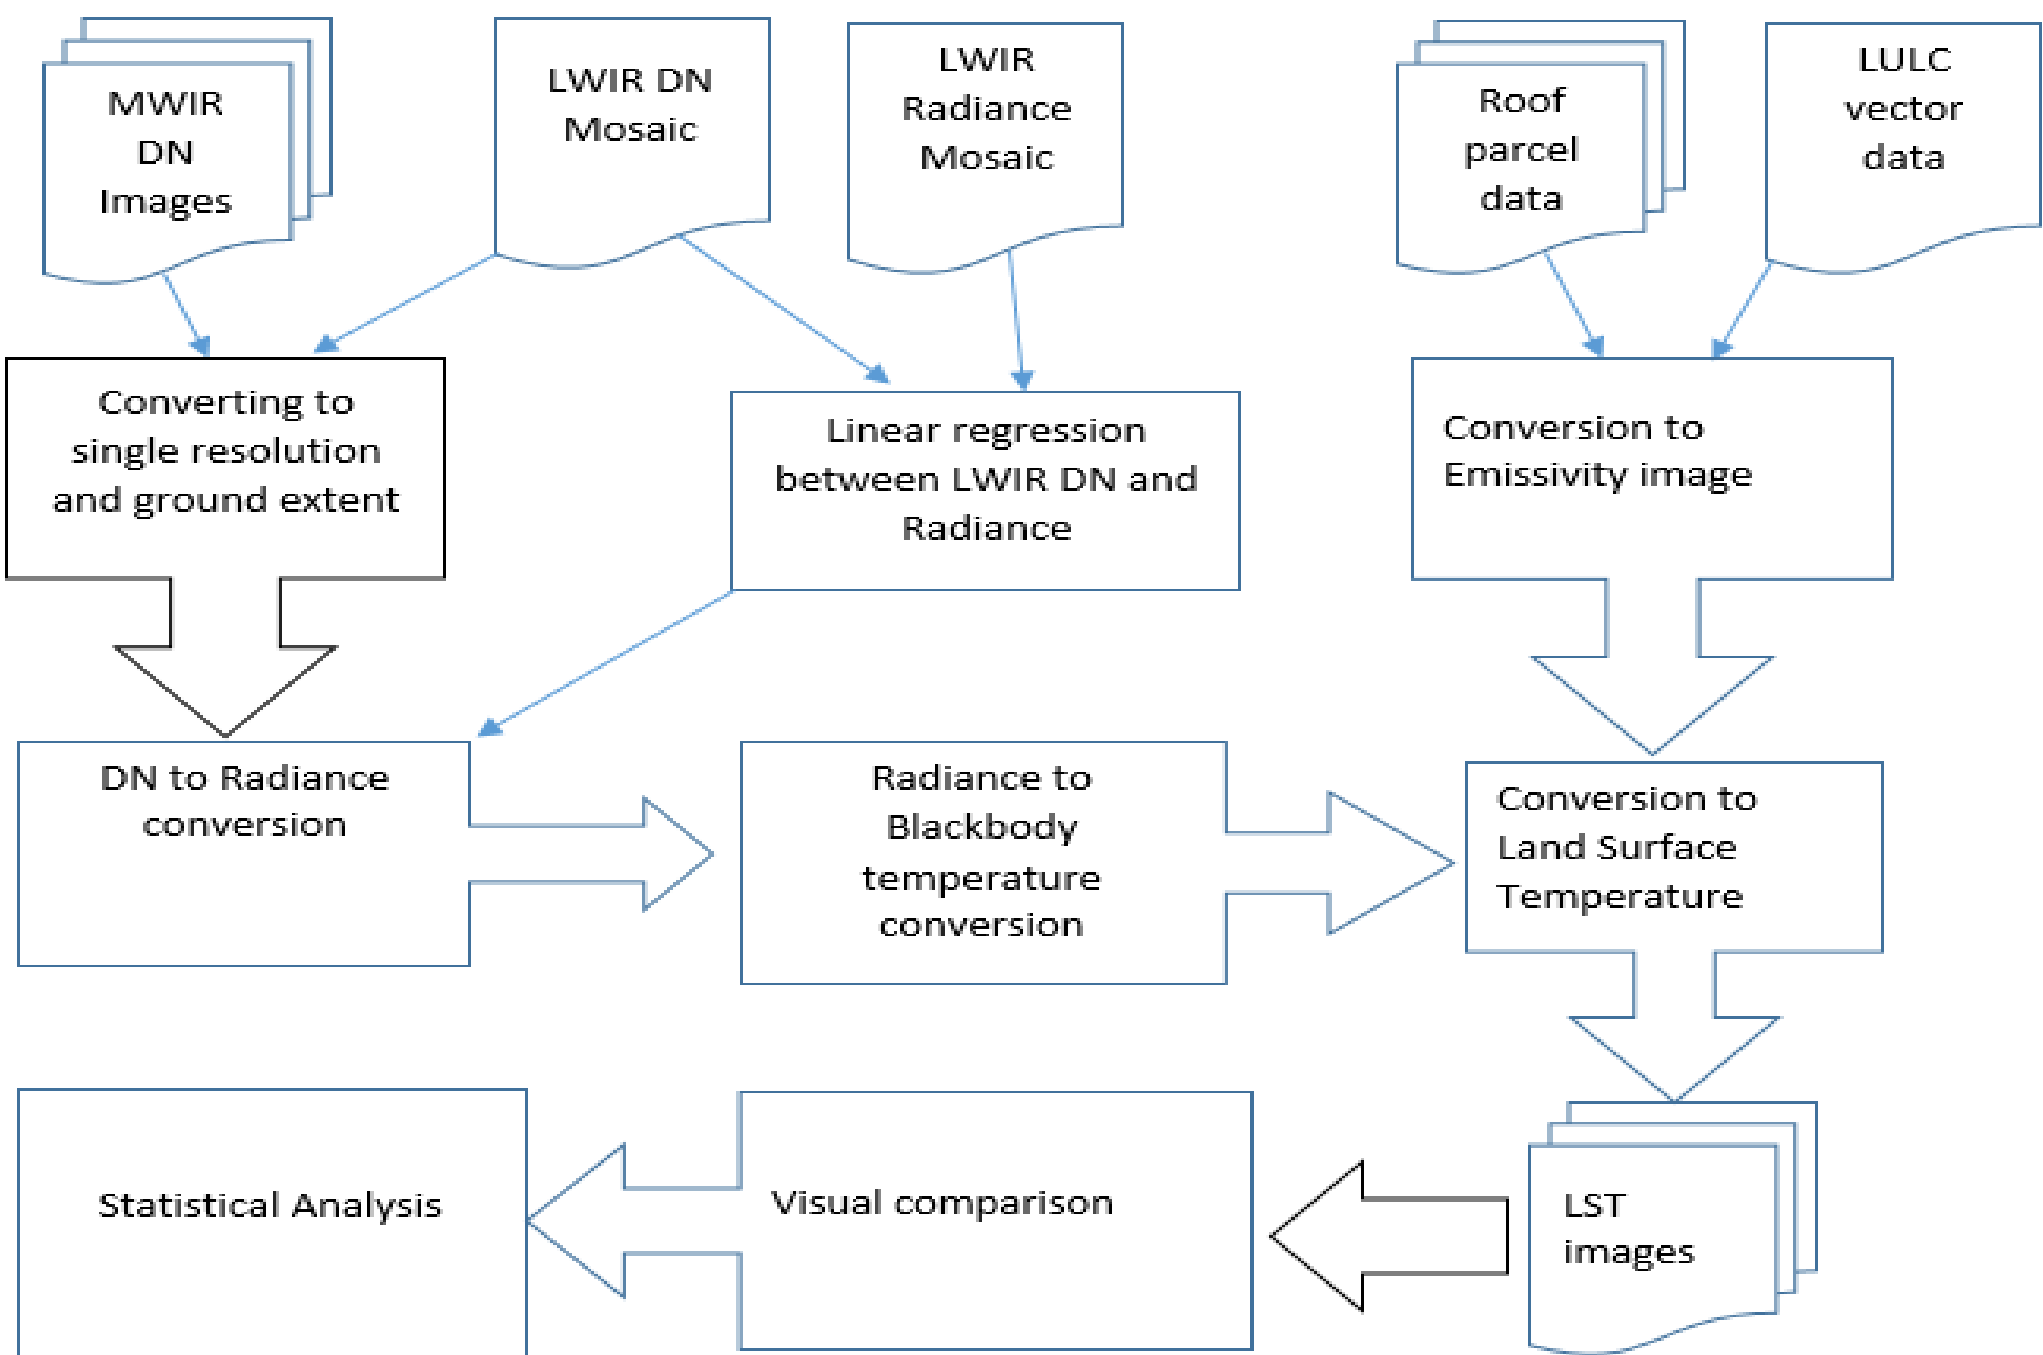 MWIR
DN
Images
LWIR DN
Mosaic
LWIR
Radiance
Mosaic
Roof
parcel
data
LULC
vector
data
Converting to
single resolution
and ground extent
Linear regression
between LWIR DN and
Radiance
Conversion to
Emissivity image
DN to Radiance
conversion
Radiance to
Blackbody
temperature
conversion
Conversion to
Land Surface
Temperature
Statistical Analysis
Visual comparison
LST
images